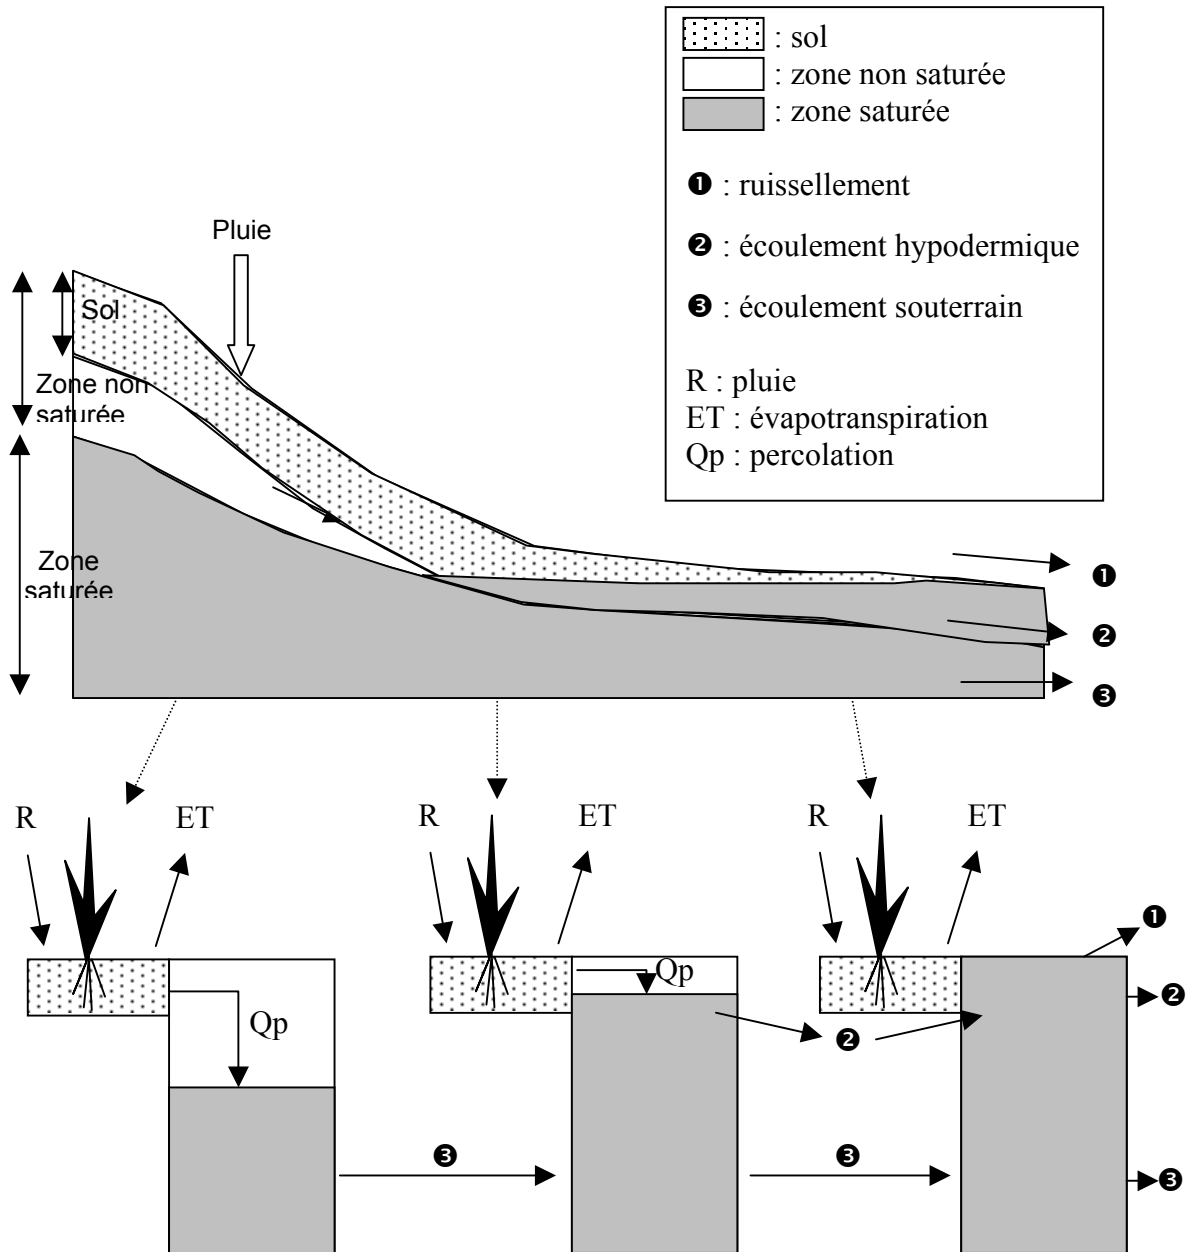 : sol
: zone non saturée
: zone saturée
❶ : ruissellement
❷ : écoulement hypodermique
❸ : écoulement souterrain
R : pluie
ET : évapotranspiration
Qp : percolation
Pluie
Sol
Zone non
saturée
Zone
saturée
❶
❷
❸
R
ET
R
ET
R
ET
❶
Qp
❷
Qp
❷
❸
❸
❸